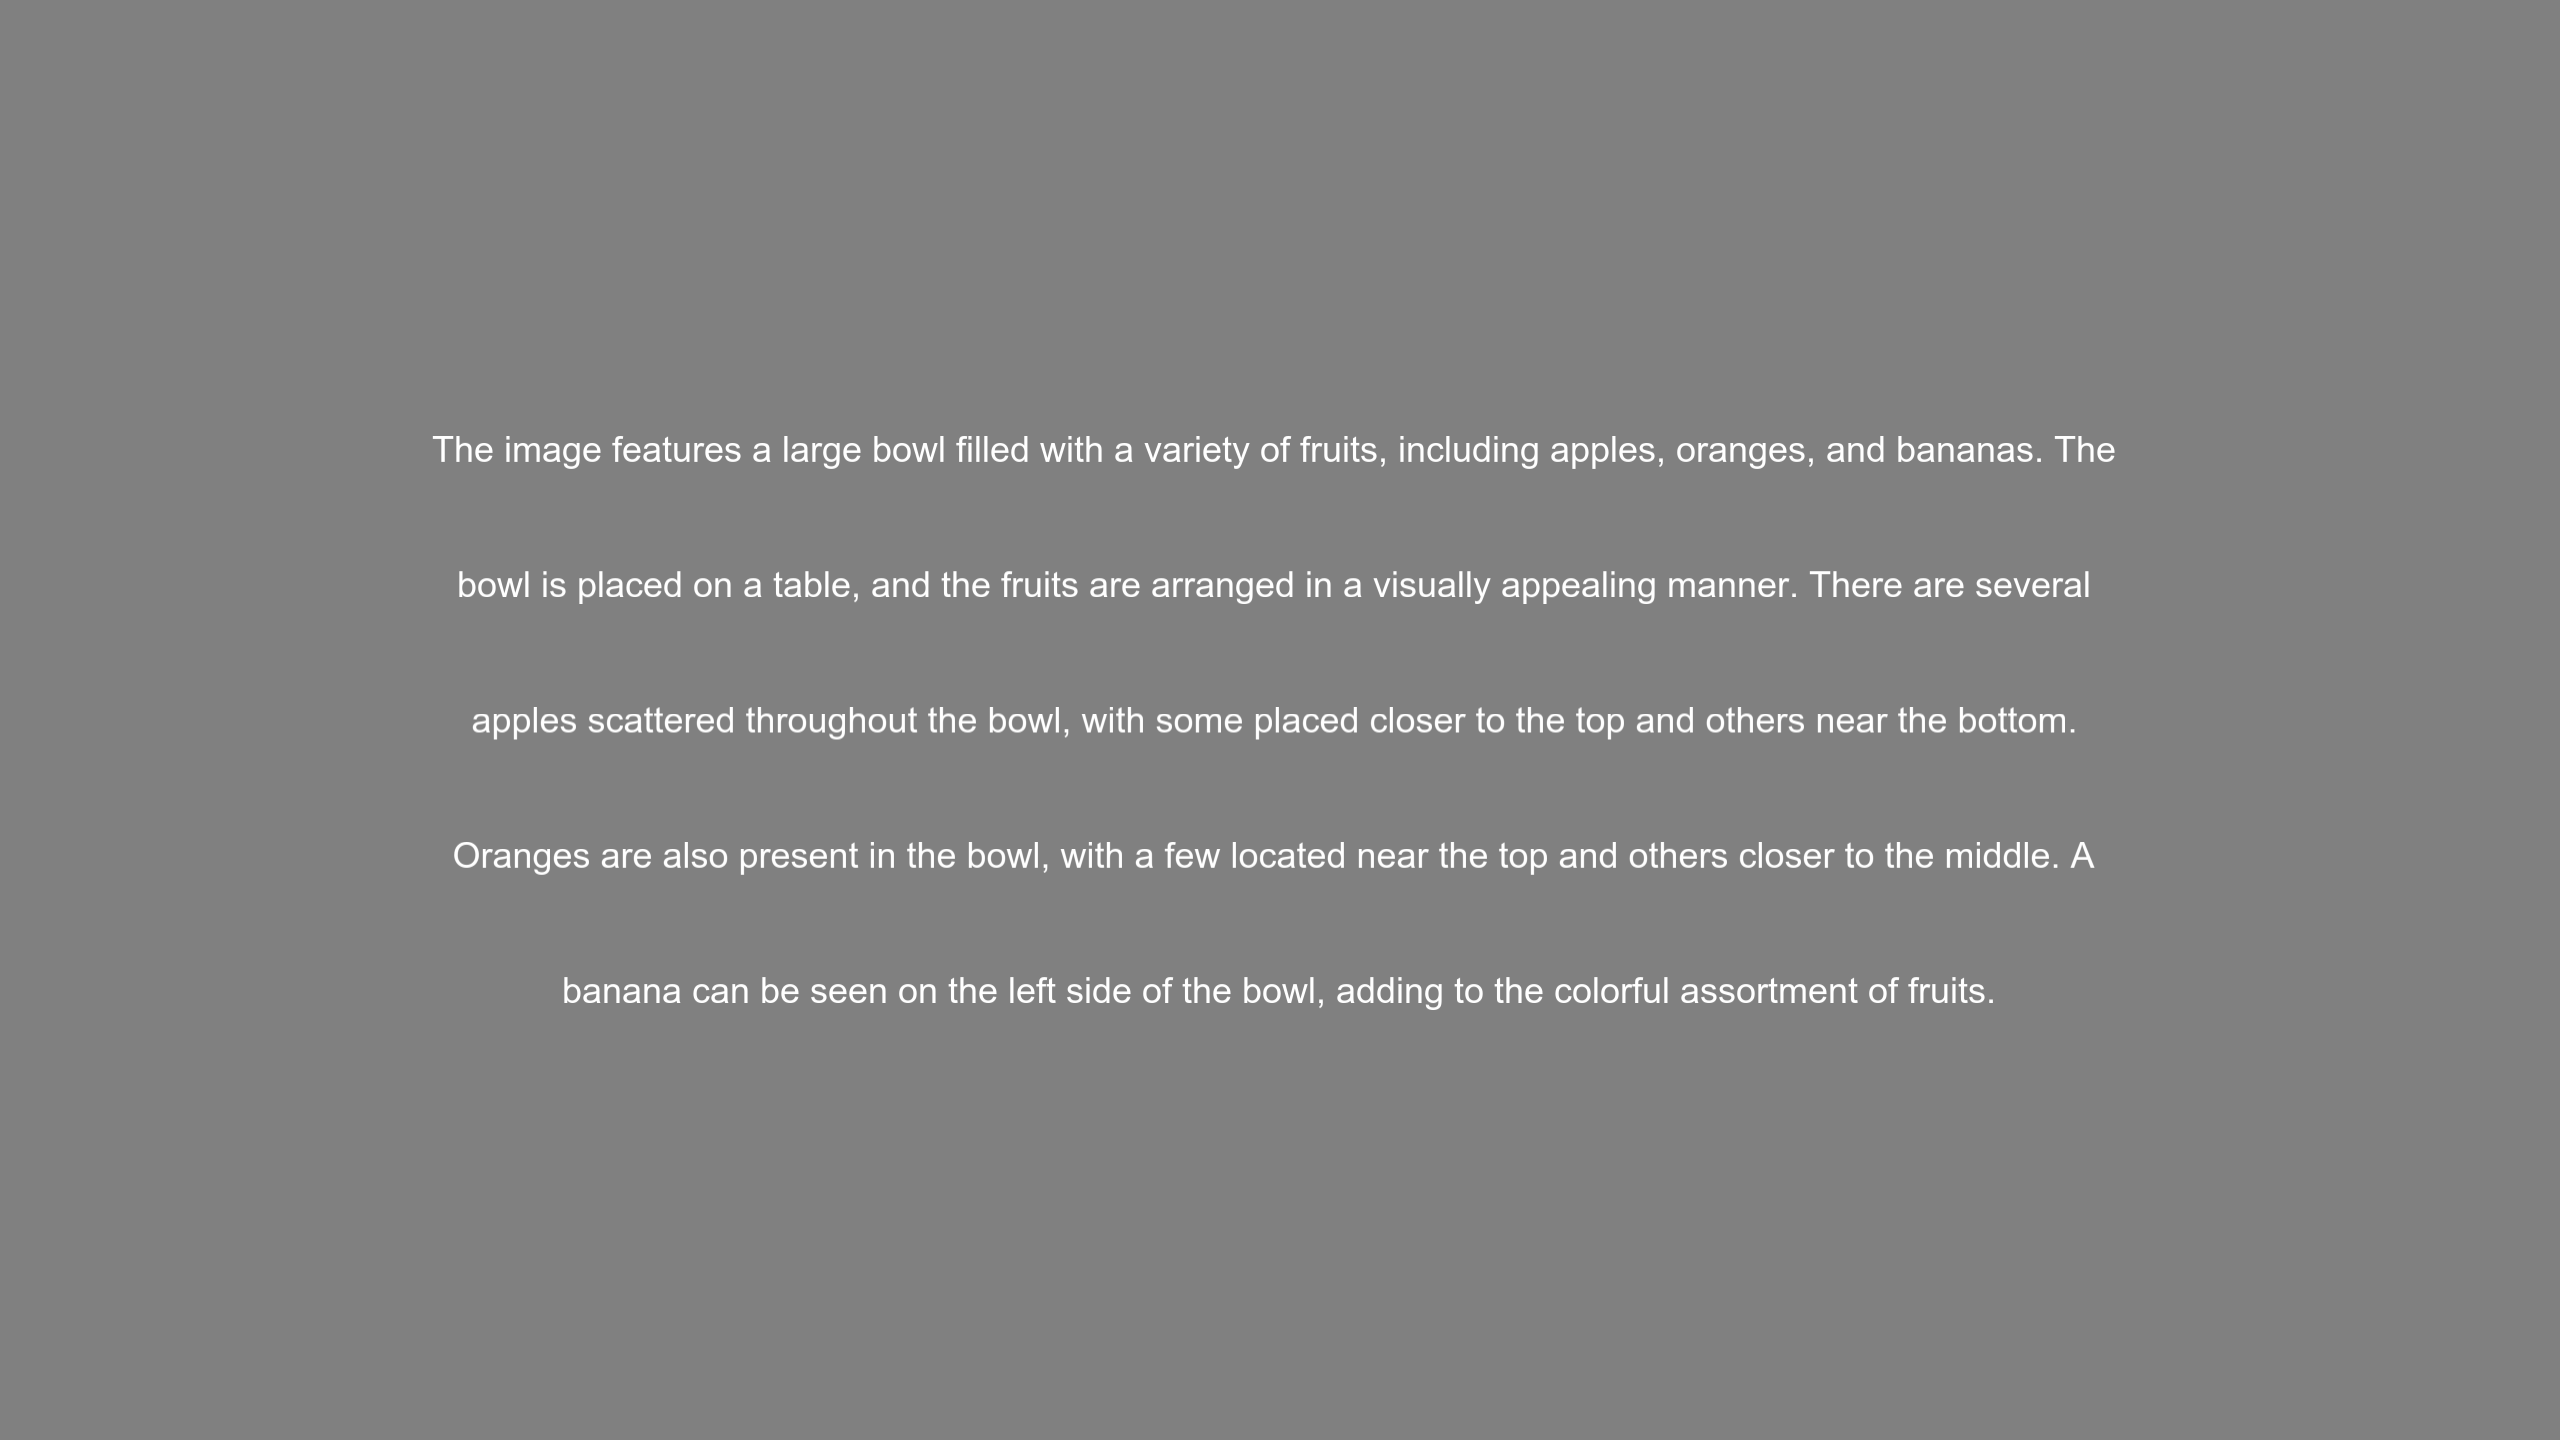 The image features a large bowl filled with a variety of fruits, including apples, oranges, and bananas. The
bowl is placed on a table, and the fruits are arranged in a visually appealing manner. There are several
apples scattered throughout the bowl, with some placed closer to the top and others near the bottom.
Oranges are also present in the bowl, with a few located near the top and others closer to the middle. A
banana can be seen on the left side of the bowl, adding to the colorful assortment of fruits.